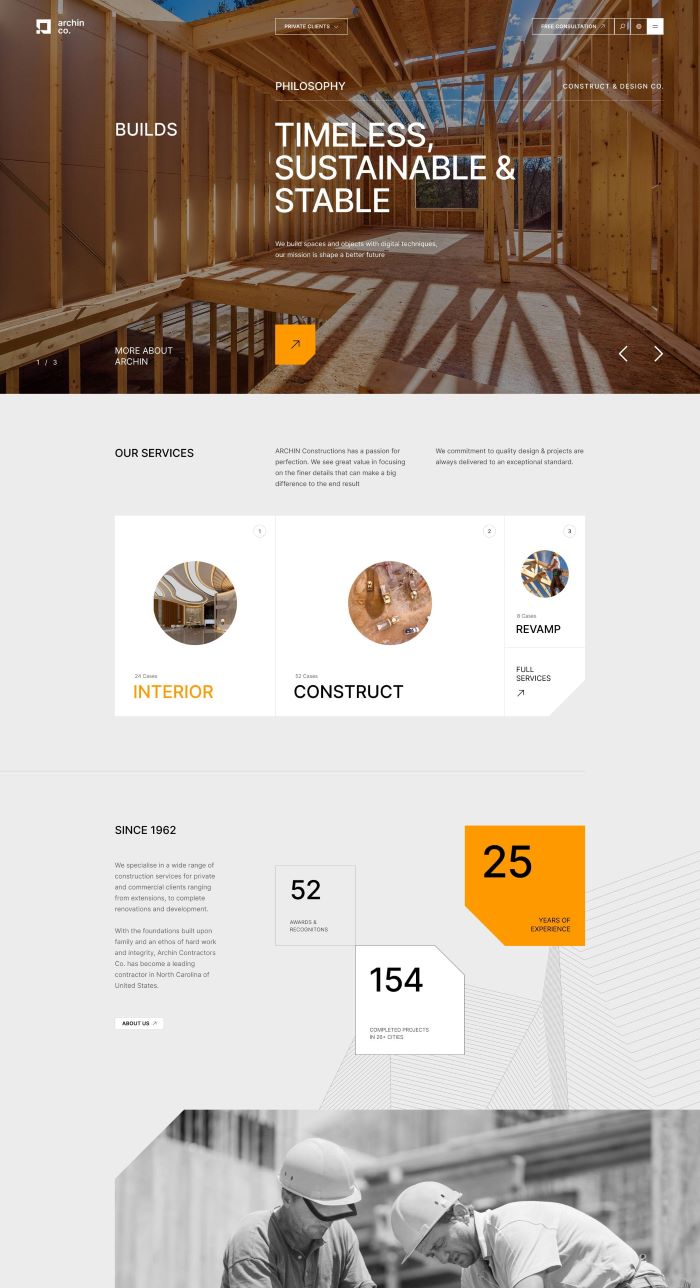 archin
co.
PRIVATE CLIENTS
FREE CONSULTATION
PHILOSOPHY
CONSTRUCT & DESIGN CO.
BUILDS
TIMELESS,
SUSTAINABLE &
STABLE
We build spaces and objects with digital techniques,
our mission is shape a better future
1 / 3
MORE ABOUT
ARCHIN
OUR SERVICES
ARCHIN Constructions has a passion for
perfection. We see great value in focusing
on the finer details that can make a big
difference to the end result
We commitment to quality design & projects are
always delivered to an exceptional standard.
1
24 Cases
INTERIOR
2
52 Cases
CONSTRUCT
3
8 Cases
REVAMP
FULL
SERVICES
SINCE 1962
We specialise in a wide range of
construction services for private
and commercial clients ranging
from extensions, to complete
renovations and development.
With the foundations built upon
family and an ethos of hard work
and integrity, Archin Contractors
Co. has become a leading
contractor in North Carolina of
United States.
ABOUT US
52
AWARDS &
RECOGNITONS
25
YEARS OF
EXPERIENCE
154
COMPLETED PROJECTS
IN 26+ CITIES